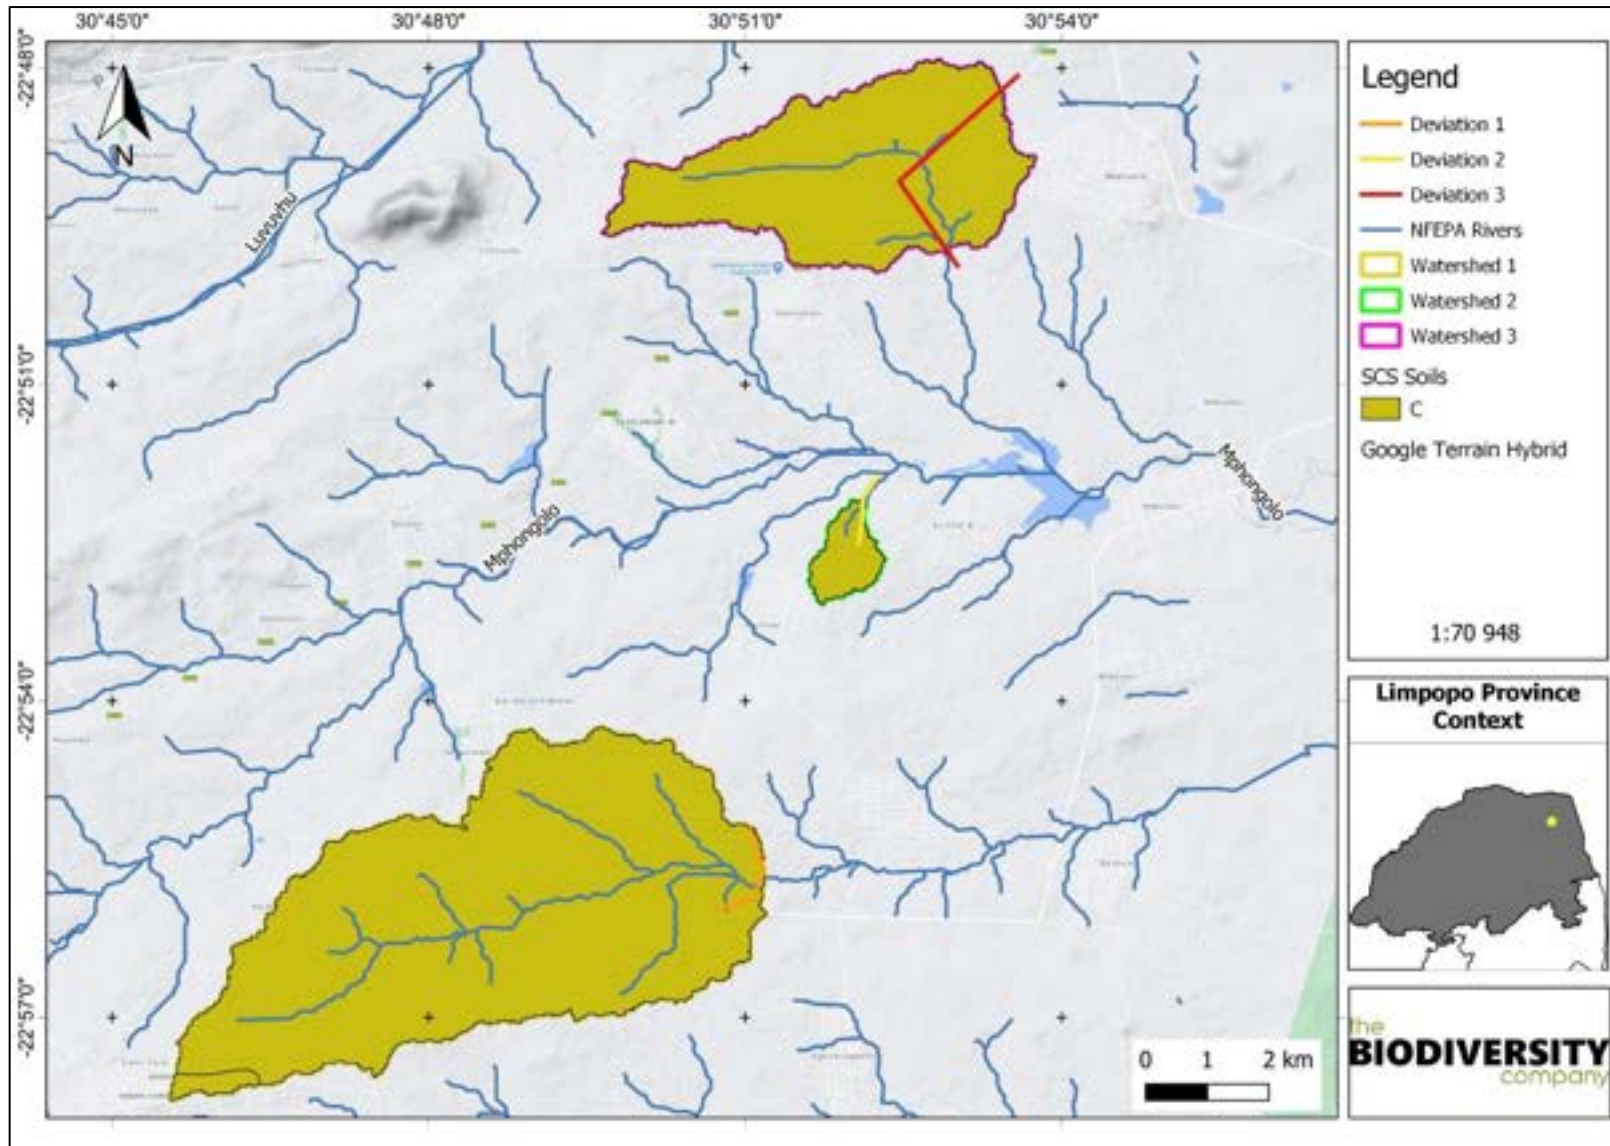 30°45'0"
30°48'0"
30°51'0"
30°54'0"
-22°48'0"
-22°51'0"
-22°54'0"
-22°57'0"
N
Luvuvhu
Mphongolo
Mphongolo
0 1 2 km
Legend
Deviation 1
Deviation 2
Deviation 3
NFEPA Rivers
Watershed 1
Watershed 2
Watershed 3
SCS Soils
C
Google Terrain Hybrid
1:70 948
Limpopo Province
Context
the
BIODIVERSITY
company